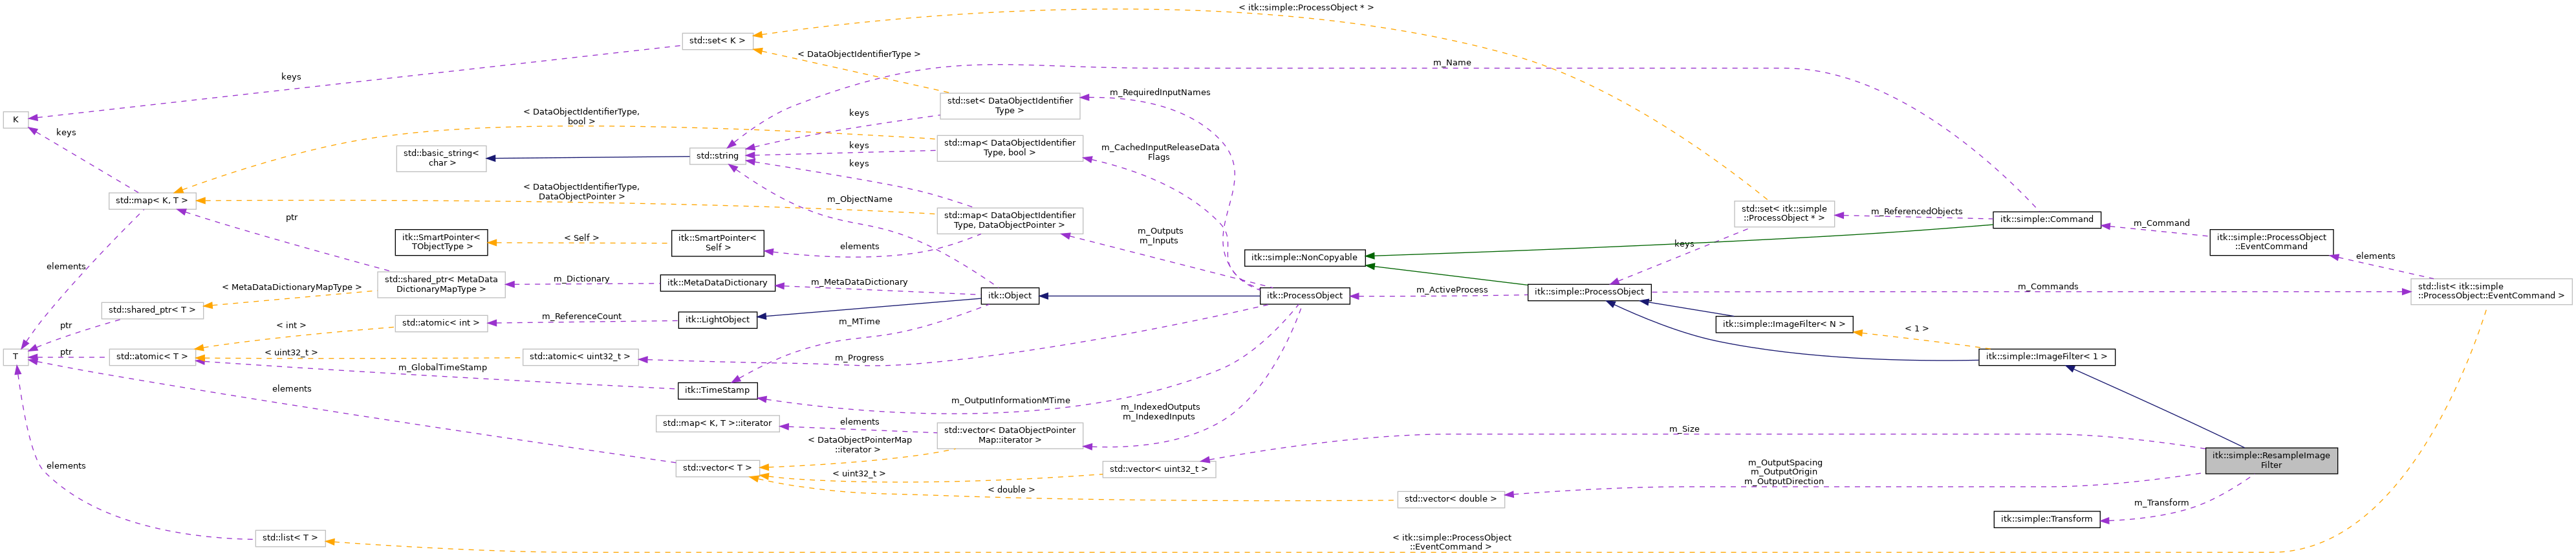 < itk::simple::ProcessObject * >
std::set< K >
< DataObjectIdentifierType >
m_Name
keys
m_RequiredInputNames
std::set< DataObjectIdentifier
Type >
K
keys
< DataObjectIdentifierType,
bool >
keys
std::map< DataObjectIdentifier
Type, bool >
keys
m_CachedInputReleaseData
Flags
std::basic_string<
char >
std::string
keys
std::map< K, T >
< DataObjectIdentifierType,
DataObjectPointer >
m_ObjectName
std::map< DataObjectIdentifier
Type, DataObjectPointer >
ptr
std::set< itk::simple
::ProcessObject * >
m_ReferencedObjects
itk::simple::Command
m_Command
itk::SmartPointer<
TObjectType >
< Self >
itk::SmartPointer<
Self >
elements
m_Outputs
m_Inputs
keys
itk::simple::NonCopyable
itk::simple::ProcessObject
::EventCommand
elements
elements
std::shared_ptr< MetaData
DictionaryMapType >
m_Dictionary
itk::MetaDataDictionary
m_MetaDataDictionary
< MetaDataDictionaryMapType >
itk::Object
itk::ProcessObject
m_ActiveProcess
itk::simple::ProcessObject
m_Commands
std::list< itk::simple
::ProcessObject::EventCommand >
std::shared_ptr< T >
ptr
< int >
std::atomic< int >
m_ReferenceCount
itk::LightObject
m_MTime
itk::simple::ImageFilter< N >
< 1 >
T
ptr
std::atomic< T >
< uint32_t >
std::atomic< uint32_t >
m_Progress
itk::simple::ImageFilter< 1 >
m_GlobalTimeStamp
elements
itk::TimeStamp
m_OutputInformationMTime
m_IndexedOutputs
m_IndexedInputs
std::map< K, T >::iterator
elements
std::vector< DataObjectPointer
Map::iterator >
m_Size
< DataObjectPointerMap
::iterator >
elements
std::vector< T >
< uint32_t >
std::vector< uint32_t >
itk::simple::ResampleImage
Filter
m_OutputSpacing
m_OutputOrigin
m_OutputDirection
< double >
std::vector< double >
m_Transform
itk::simple::Transform
std::list< T >
< itk::simple::ProcessObject
::EventCommand >